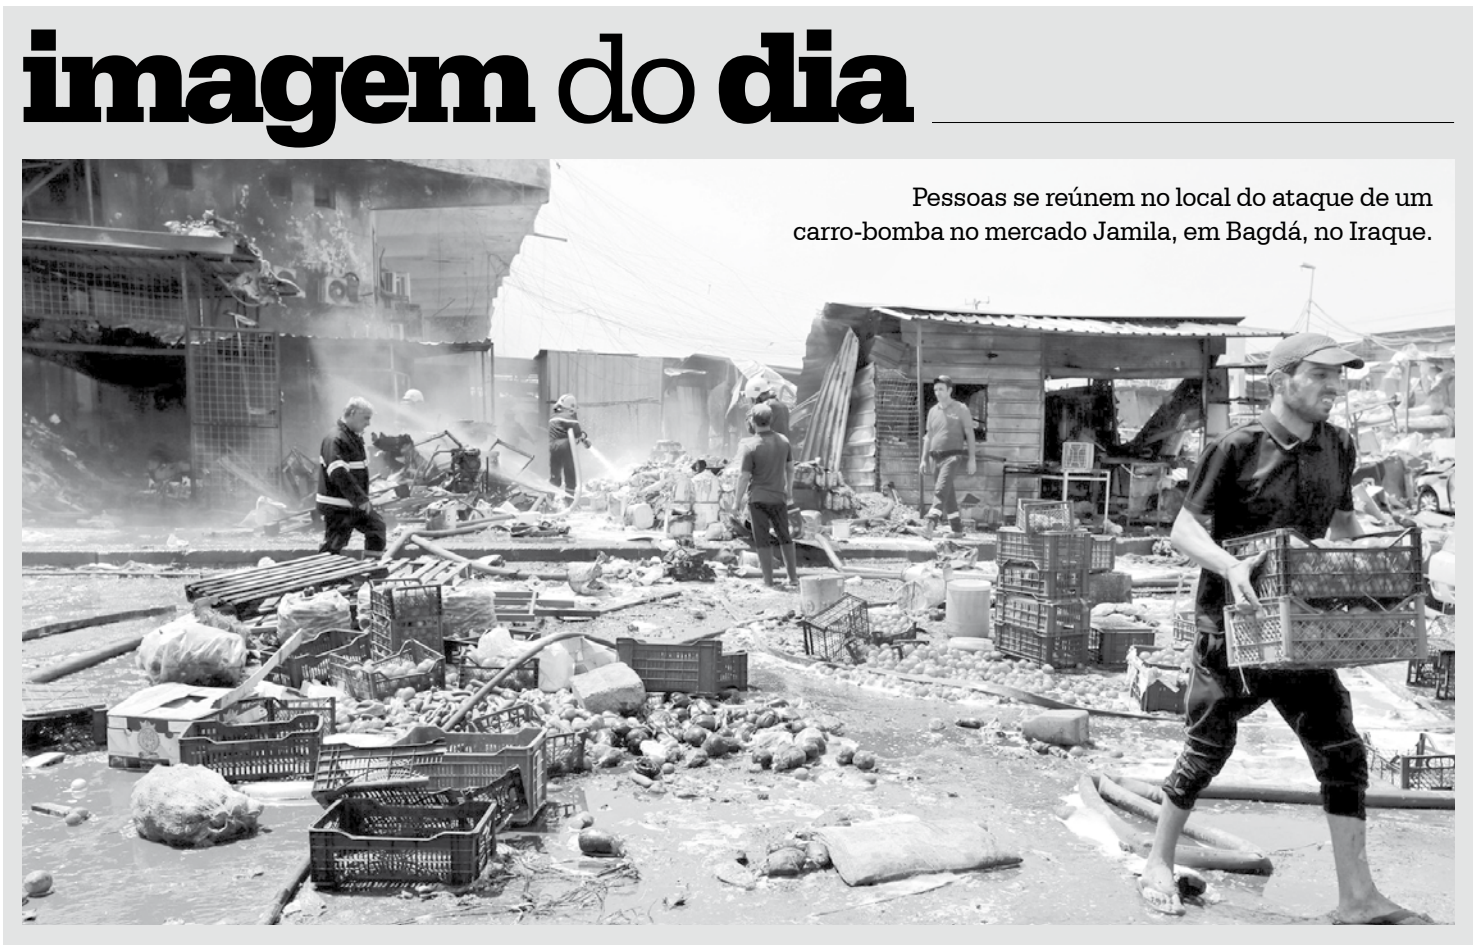 imagem do dia
Pessoas se reúnem no local do ataque de um
carro-bomba no mercado Jamila, em Bagdá, no Iraque.